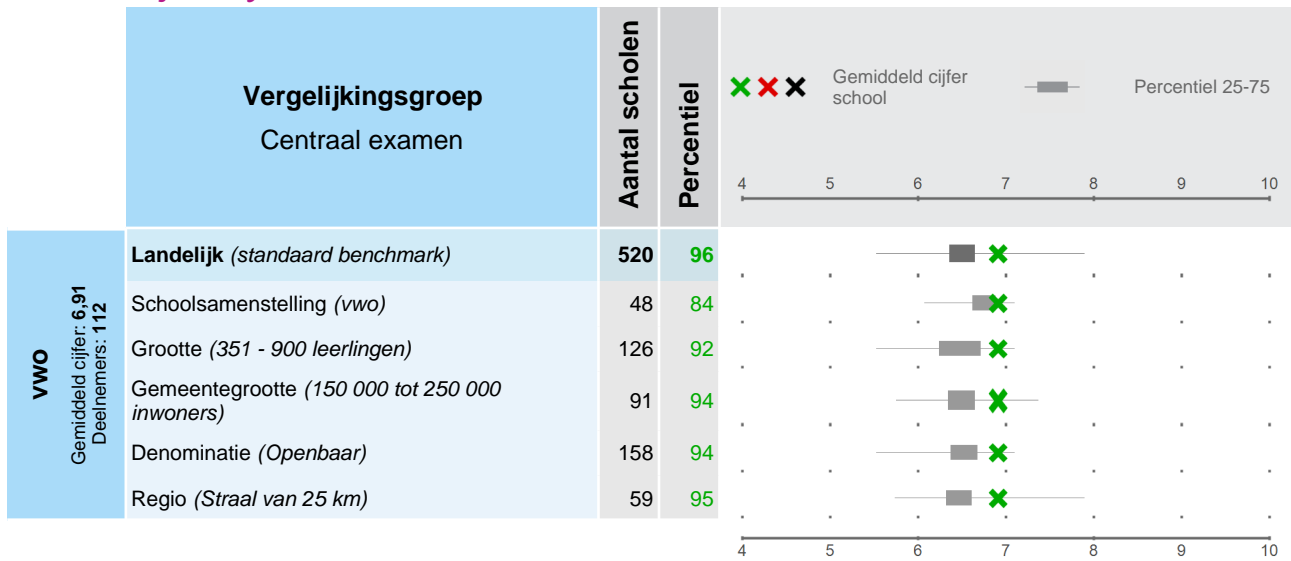 Vergelijkingsgroep
Centraal examen
Aantal scholen
Percentiel
Gemiddeld cijfer
school
Percentiel 25-75
4 5 6 7 8 9 10
vwo
Gemiddeld cijfer: 6,91
Deelnemers: 112
Landelijk (standaard benchmark) 520 96
Schoolsamenstelling (vwo) 48 84
Grootte (351 - 900 leerlingen) 126 92
Gemeentegrootte (150 000 tot 250 000
inwoners) 91 94
Denominatie (Openbaar) 158 94
Regio (Straal van 25 km) 59 95
4 5 6 7 8 9 10